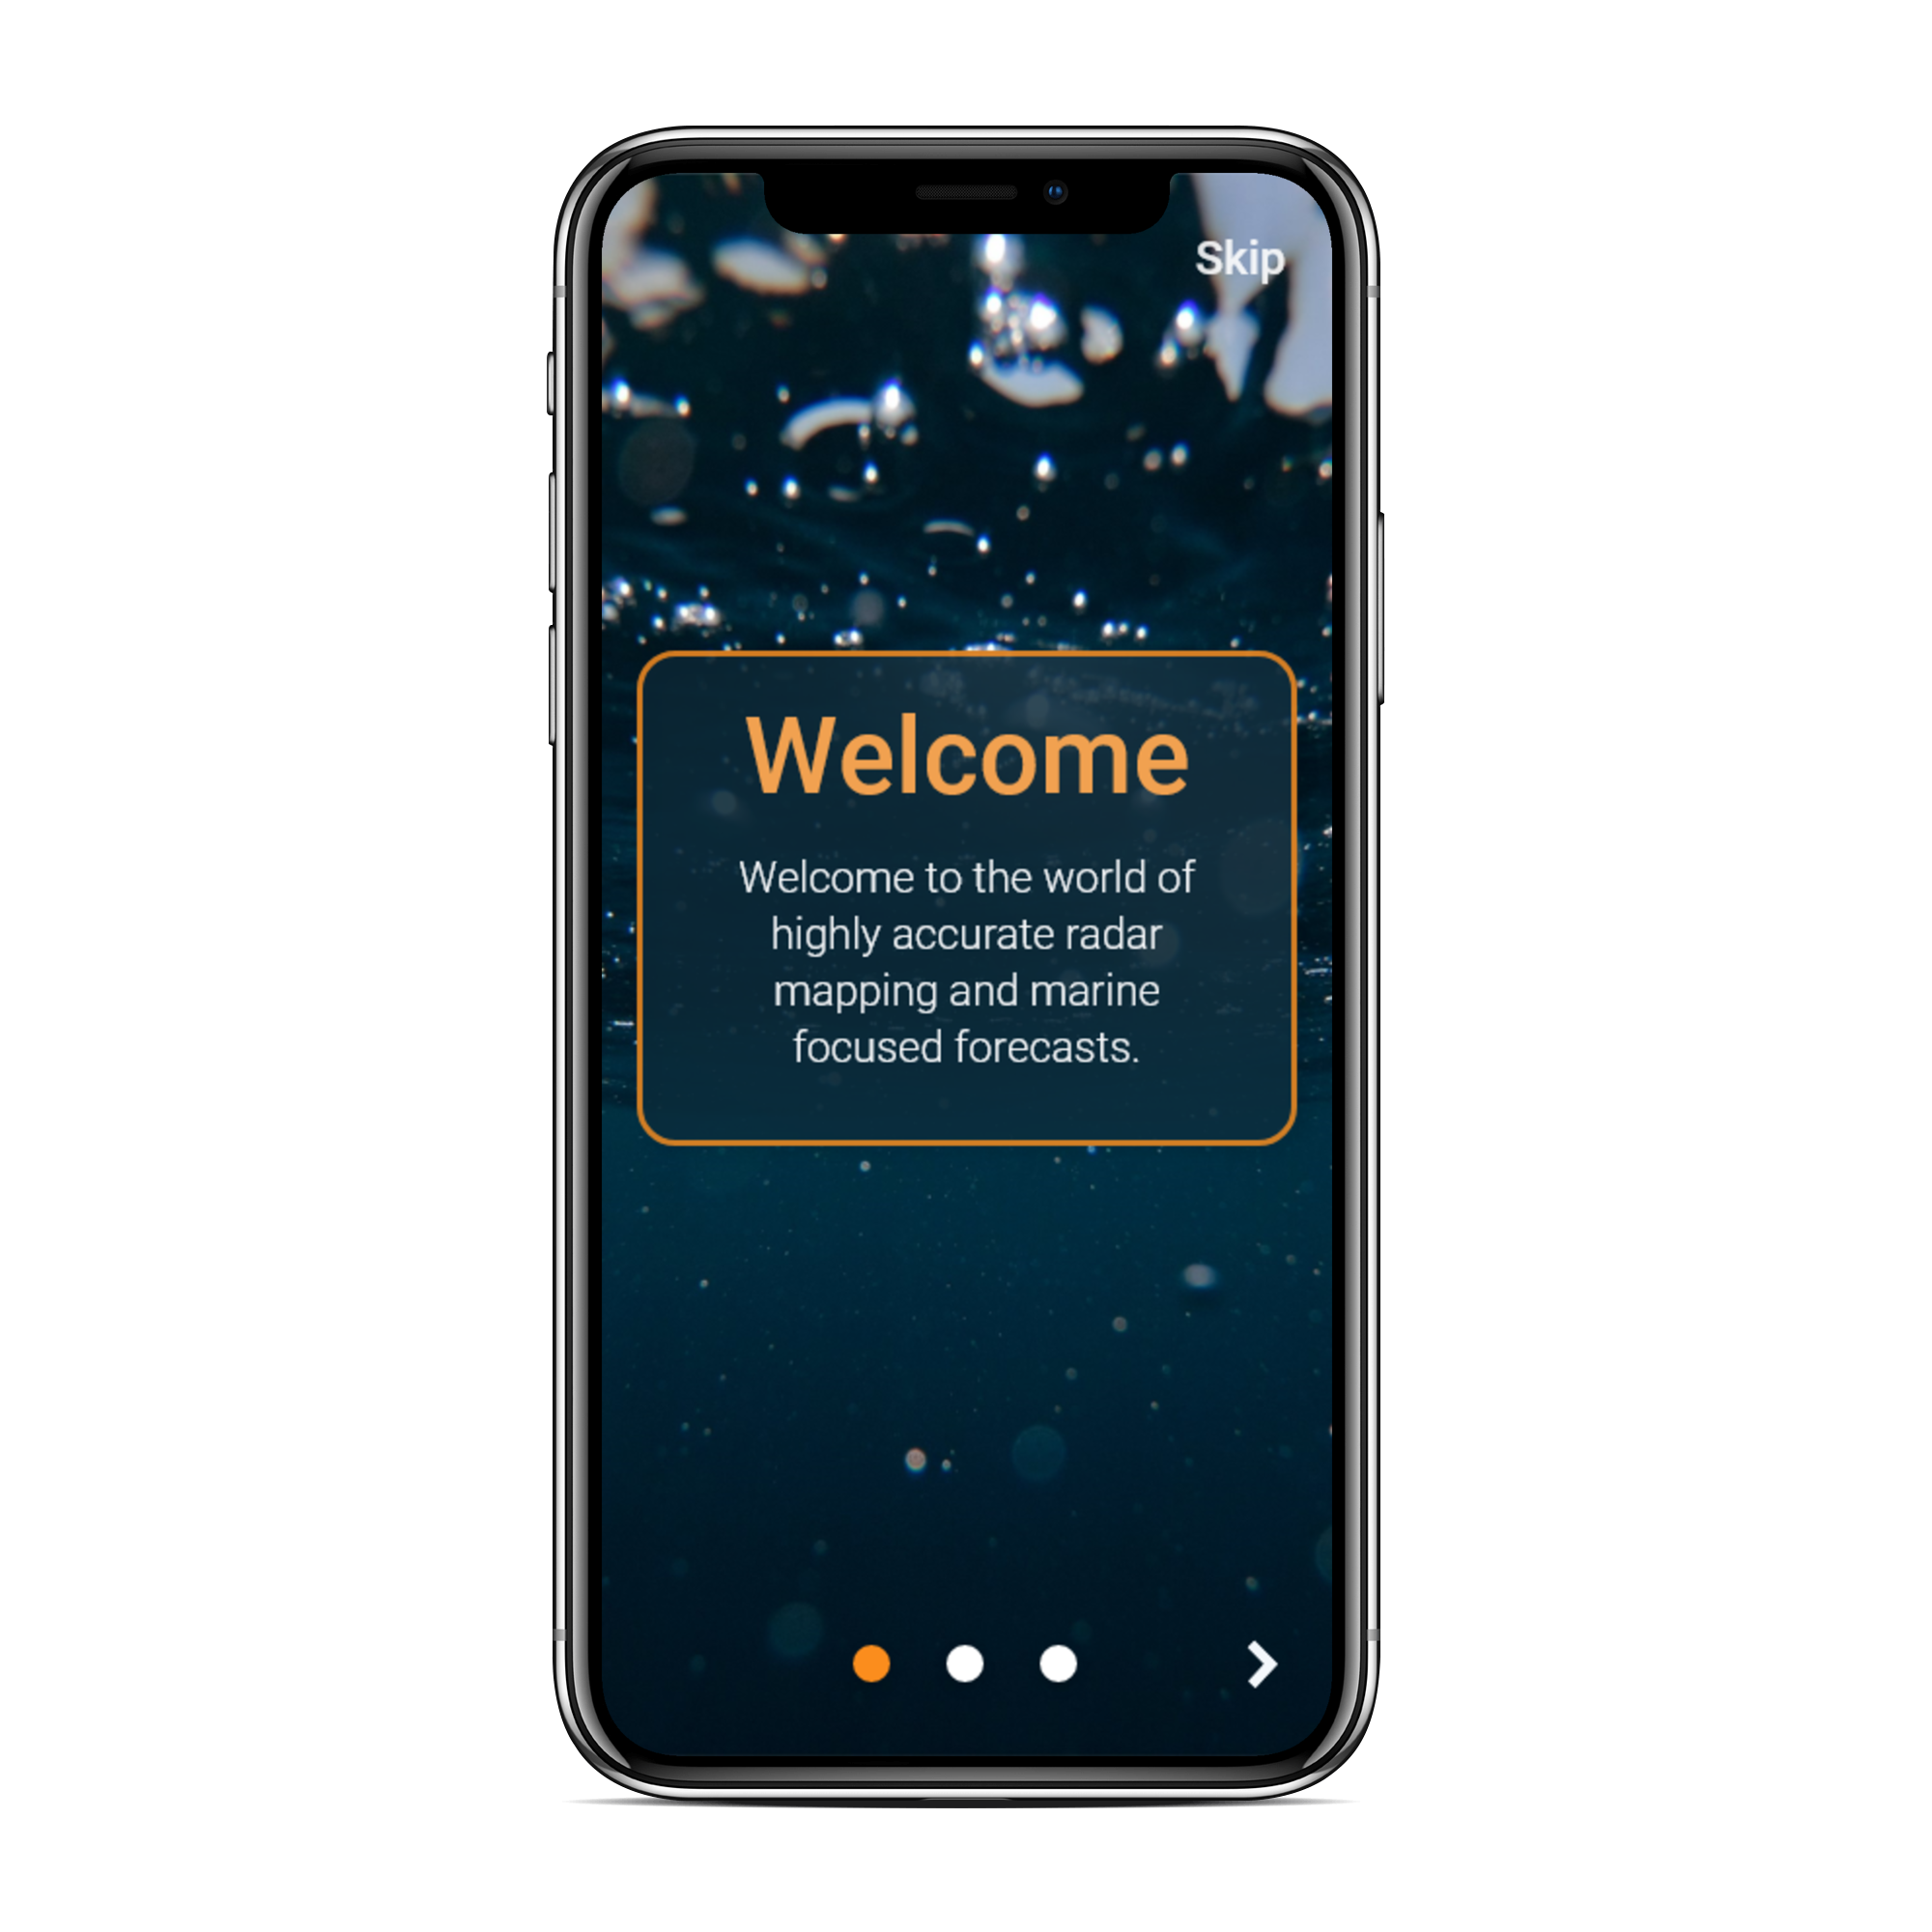 Skip
Welcome
Welcome to the world of
highly accurate radar
mapping and marine
focused forecasts.